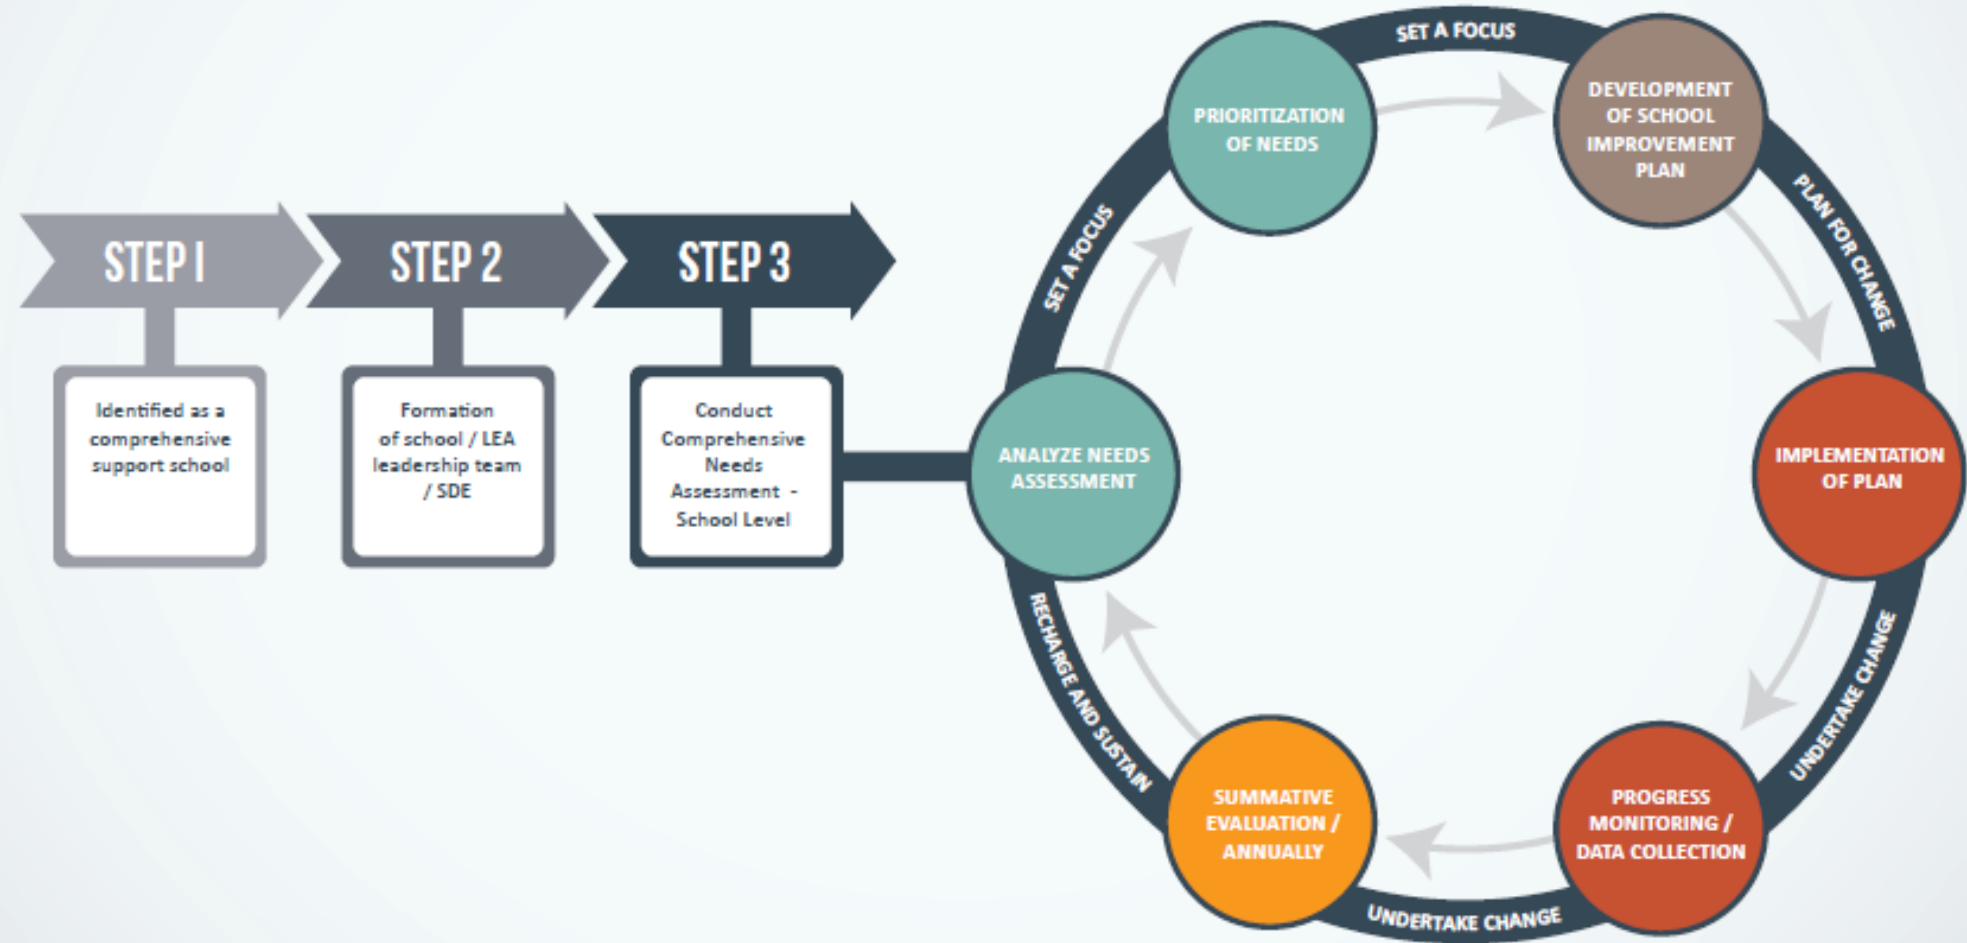 STEP 1
Identified as a
comprehensive
support school
STEP 2
Formation
of school / LEA
leadership team
/ SDE
STEP 3
Conduct
Comprehensive
Needs
Assessment -
School Level
ANALYZE NEEDS
ASSESSMENT
SET A FOCUS
PRIORITIZATION
OF NEEDS
SET A FOCUS
DEVELOPMENT
OF SCHOOL
IMPROVEMENT
PLAN
PLAN FOR CHANGE
IMPLEMENTATION
OF PLAN
UNDERTAKE CHANGE
PROGRESS
MONITORING /
DATA COLLECTION
UNDERTAKE CHANGE
SUMMATIVE
EVALUATION /
ANNUALLY
RECHARGE AND SUSTAIN